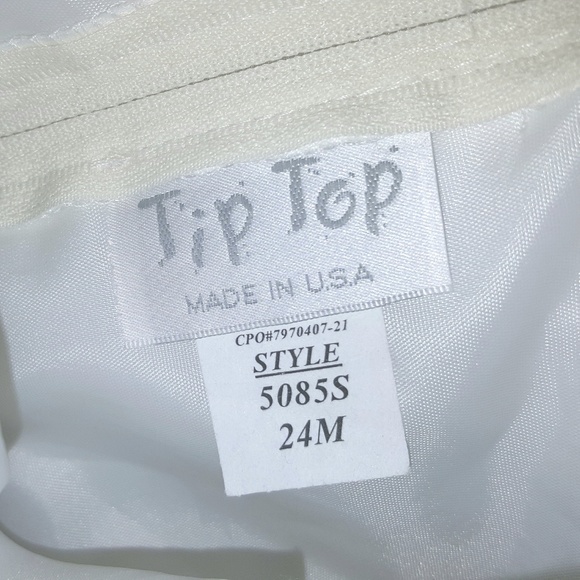 Tip Top
MADE IN U.S.A
CPO#7970407-21
STYLE
5085S
24M